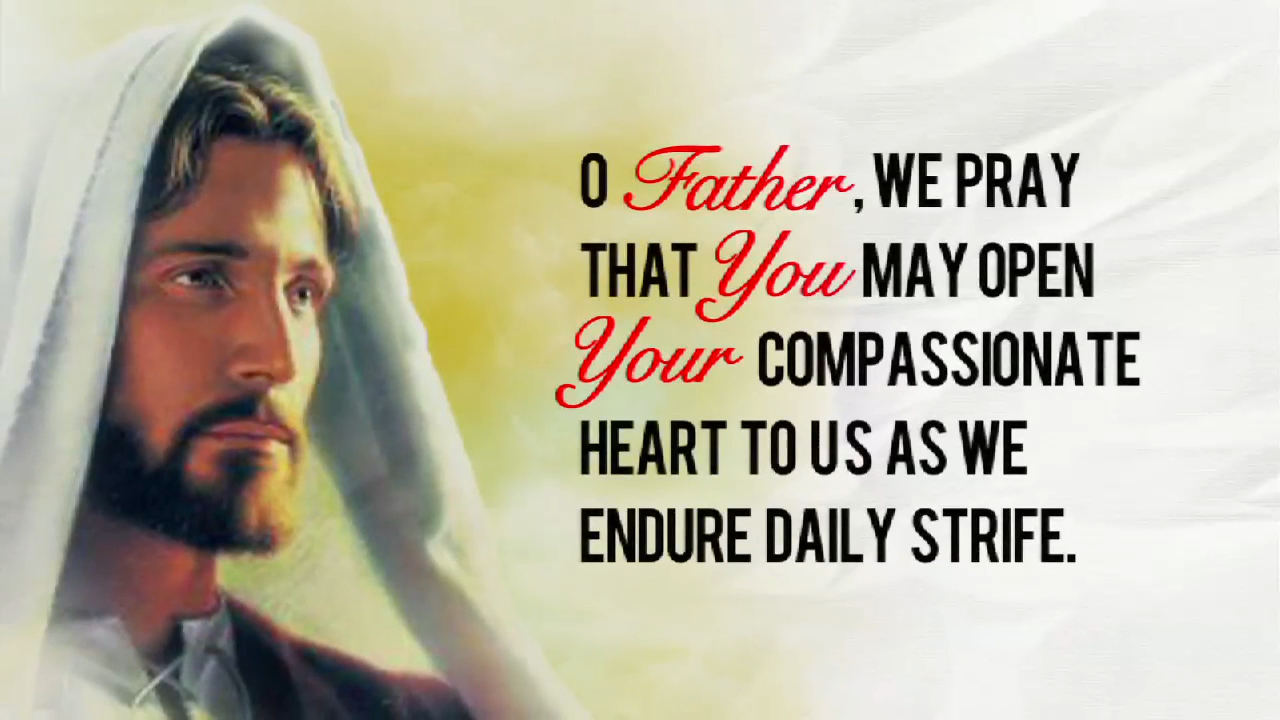 O Father, WE PRAY
THAT You MAY OPEN
Your COMPASSIONATE
HEART TO US AS WE
ENDURE DAILY STRIFE.